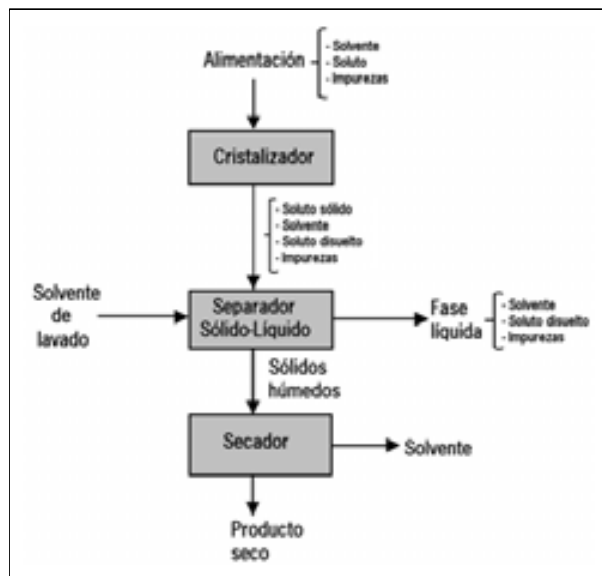 Alimentación
- Solvente
- Soluto
- Impurezas
Cristalizador
- Soluto sólido
- Solvente
- Soluto disuelto
- Impurezas
Solvente
de
lavado
Separador
Sólido-Líquido
Fase
líquida
- Solvente
- Soluto disuelto
- Impurezas
Sólidos
húmedos
Secador
Solvente
Producto
seco